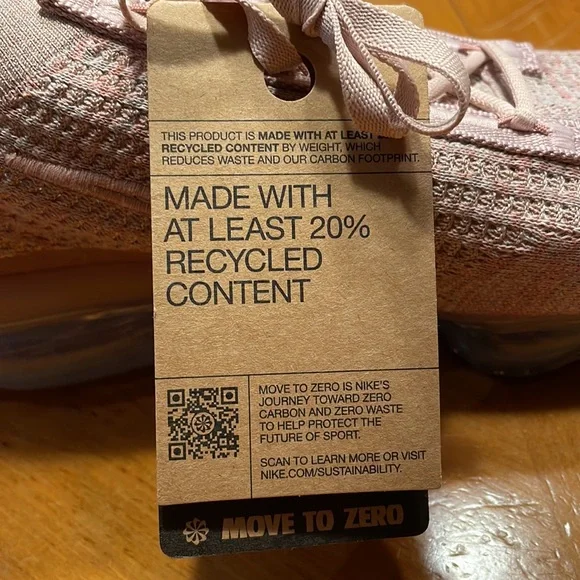 THIS PRODUCT IS MADE WITH AT LEAST
RECYCLED CONTENT BY WEIGHT, WHICH
REDUCES WASTE AND OUR CARBON FOOTPRINT.
MADE WITH
AT LEAST 20%
RECYCLED
CONTENT
MOVE TO ZERO IS NIKE'S
JOURNEY TOWARD ZERO
CARBON AND ZERO WASTE
TO HELP PROTECT THE
FUTURE OF SPORT.
SCAN TO LEARN MORE OR VISIT
NIKE.COM/SUSTAINABILITY.
MOVE TO ZERO